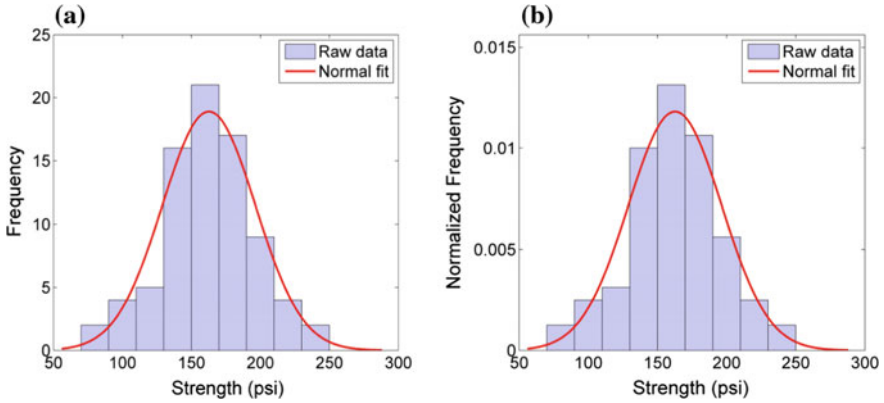 (a)
25
20
15
10
5
0
Frequency
50 100 150 200 250 300
Strength (psi)
Raw data
Normal fit
(b)
0.015
0.01
0.005
0
Normalized Frequency
50 100 150 200 250 300
Strength (psi)
Raw data
Normal fit